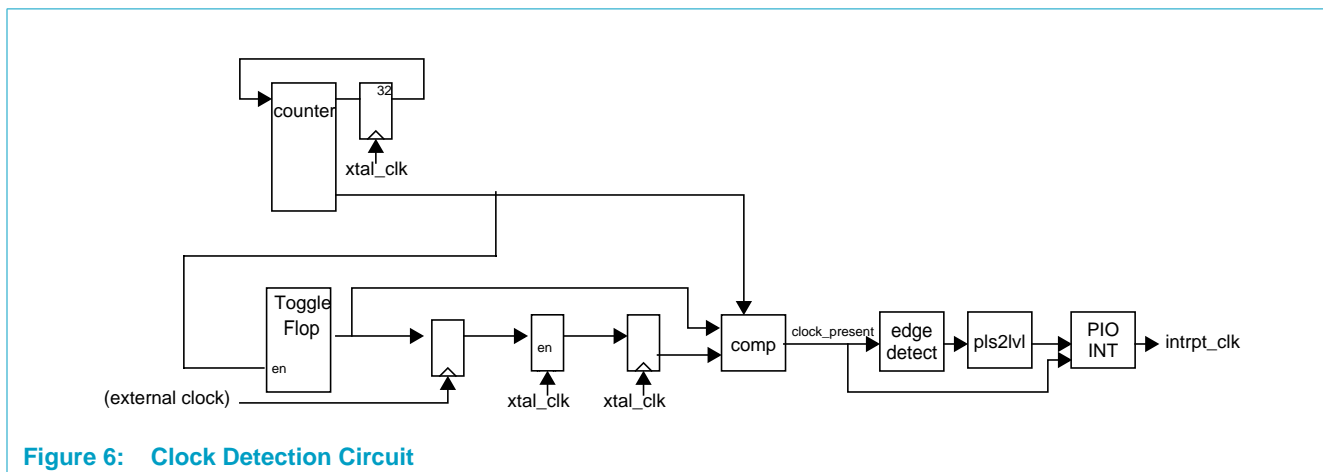 32
counter
xtal_clk
Toggle
Flop
en
(external clock)
en
xtal_clk
xtal_clk
comp
clock_present
edge
detect
pls2lvl
PIO
INT
intrpt_clk
Figure 6: Clock Detection Circuit